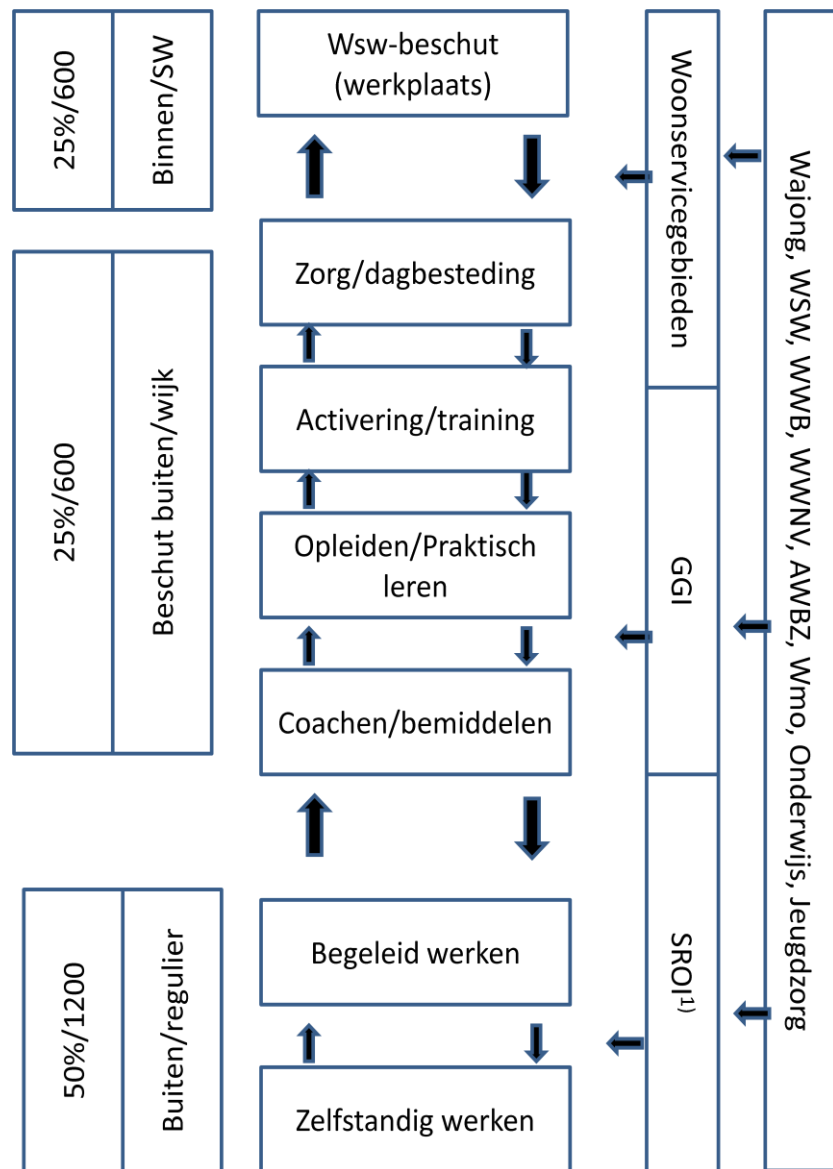 25%/600
Binnen/SW
Wsw-beschut
(werkplaats)
Zorg/dagbesteding
25%/600
Beschut buiten/wijk
Activering/training
Opleiden/Praktisch
leren
Coachen/bemiddelen
50%/1200
Buiten/regulier
Begeleid werken
Zelfstandig werken
Woonservicegebieden
GGI
SROI¹⁾
Wajong, WSW, WWB, WWNV, AWBZ, Wmo, Onderwijs, Jeugdzorg